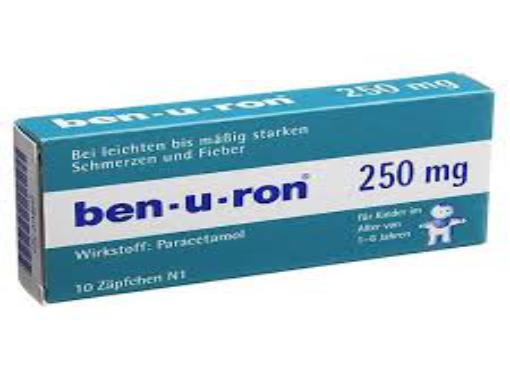 ben-u-ron 250 mg
Bei leichten bis mäßig starken
Schmerzen und Fieber
ben-u-ron® 250 mg
Wirkstoff: Paracetamol
für Kinder im
Alter von
1-6 Jahren
10 Zäpfchen N1